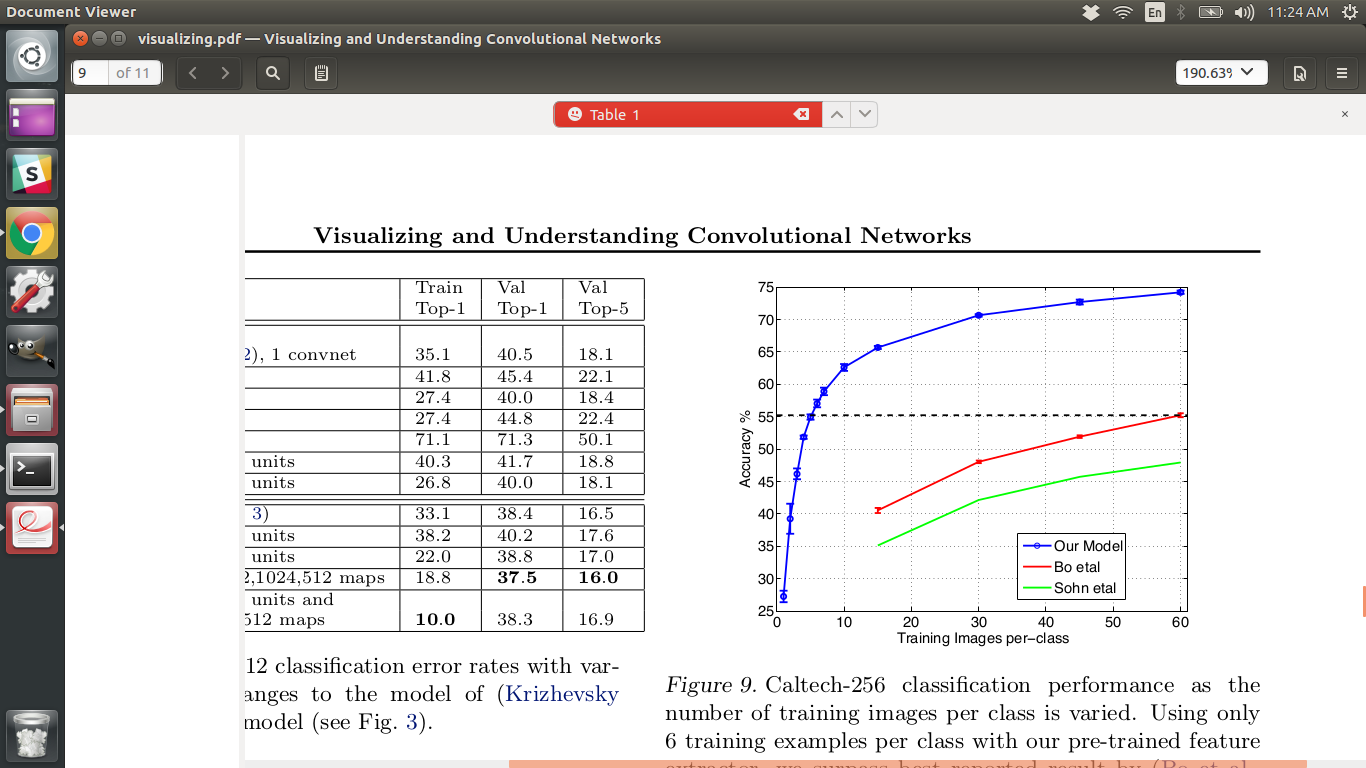 Document Viewer
En
11:24 AM
visualizing.pdf — Visualizing and Understanding Convolutional Networks
9 of 11
190.63%
Table 1
S
Visualizing and Understanding Convolutional Networks
Train Val Val
Top-1 Top-1 Top-5
2), 1 convnet 35.1 40.5 18.1
41.8 45.4 22.1
27.4 40.0 18.4
27.4 44.8 22.4
71.1 71.3 50.1
units 40.3 41.7 18.8
units 26.8 40.0 18.1
3) 33.1 38.4 16.5
units 38.2 40.2 17.6
units 22.0 38.8 17.0
2,1024,512 maps 18.8 37.5 16.0
units and
512 maps 10.0 38.3 16.9
12 classification error rates with var-
anges to the model of (Krizhevsky
model (see Fig. 3).
75
70
65
60
55
50
45
40
35
30
25
Accuracy %
Our Model
Bo etal
Sohn etal
0 10 20 30 40 50 60
Training Images per-class
Figure 9. Caltech-256 classification performance as the
number of training images per class is varied. Using only
6 training examples per class with our pre-trained feature
extractor, we surpass best reported result by (Bo et al.,